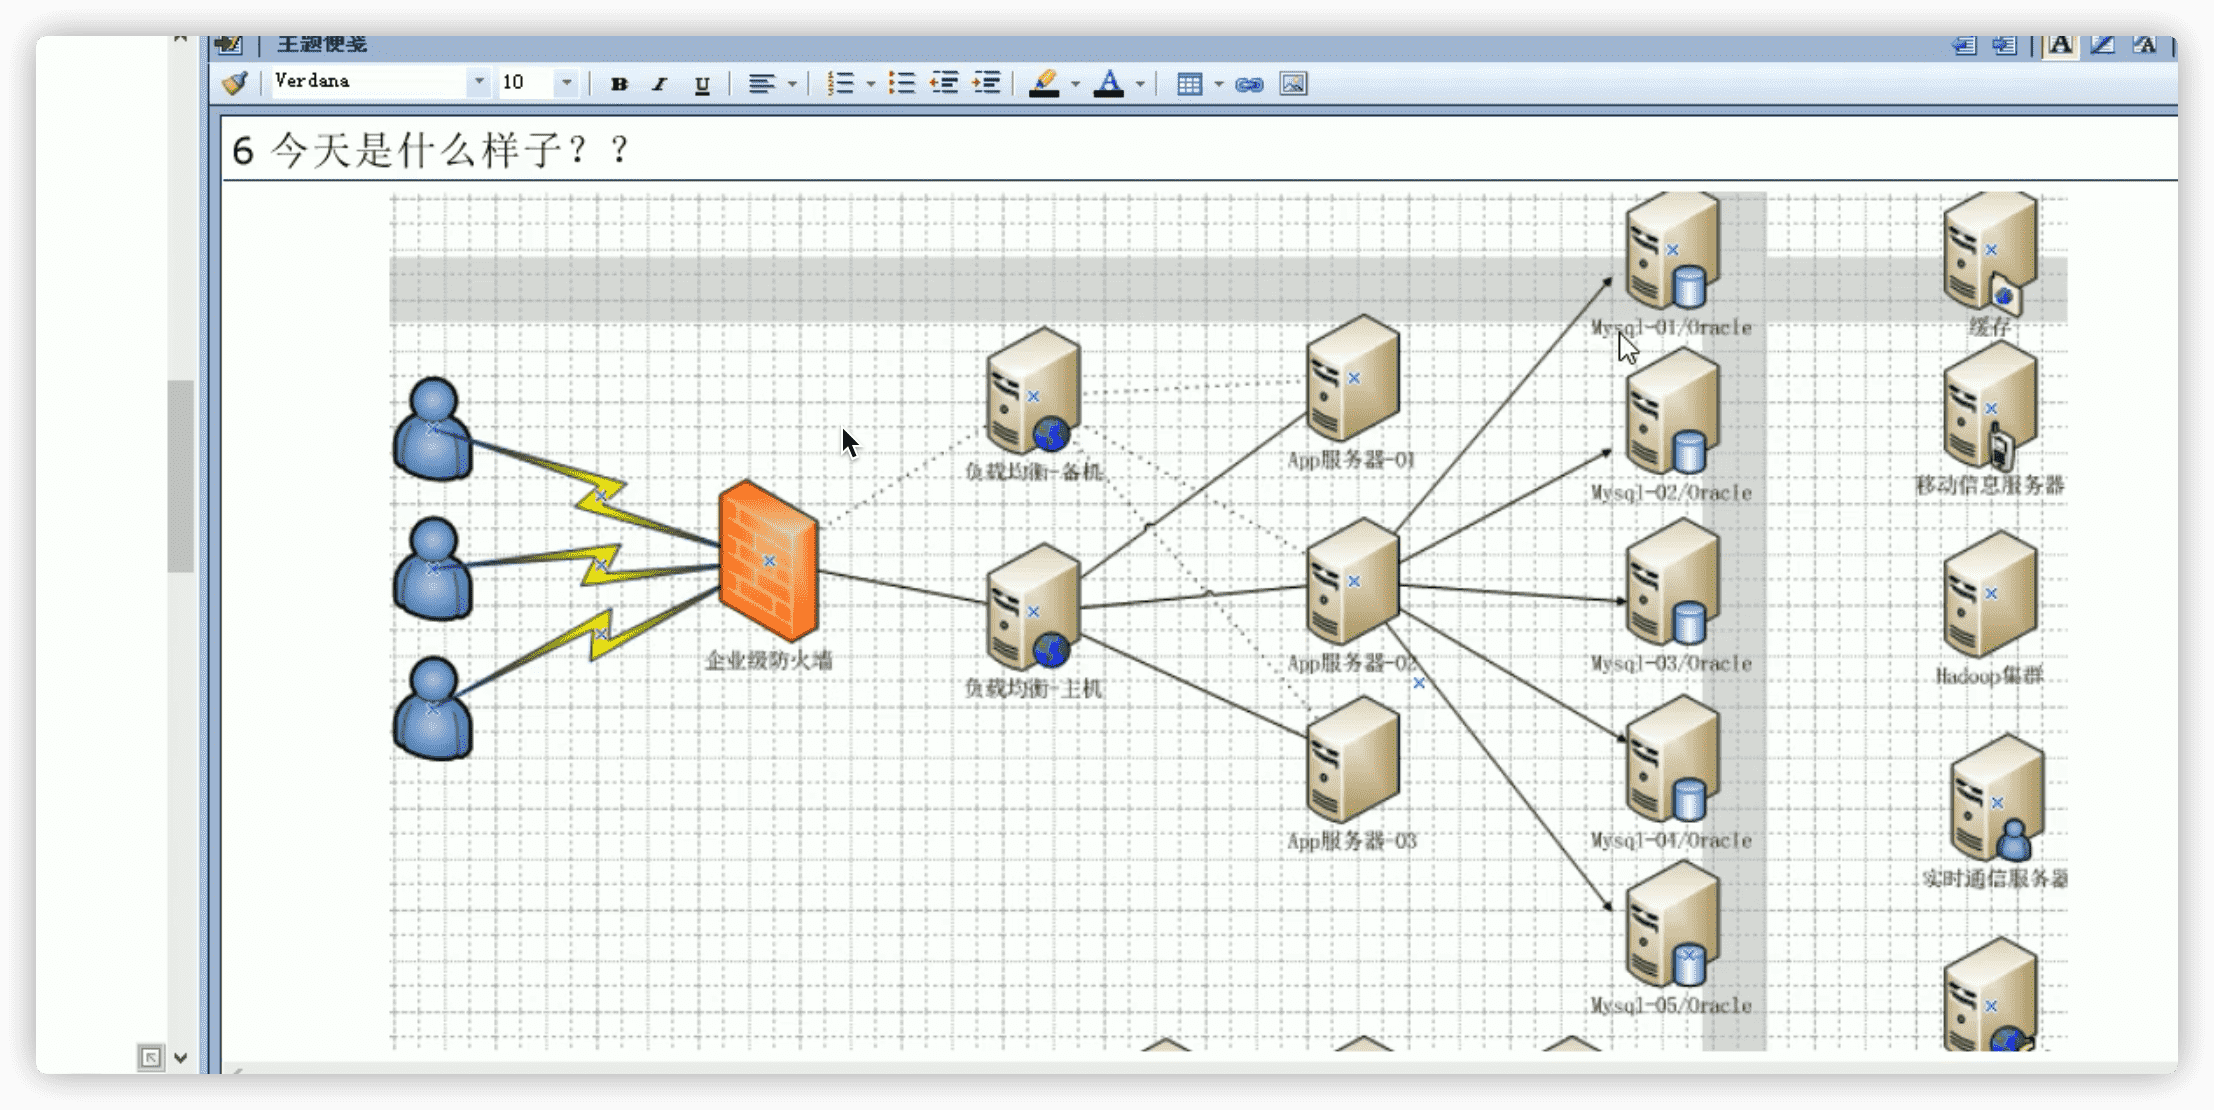 主题便笺
Verdana
10
B I U
A
A
6 今天是什么样子？？
Mysql-01/Oracle
缓存
负载均衡-备机
App服务器-01
Mysql-02/Oracle
移动信息服务器
企业级防火墙
负载均衡-主机
App服务器-02
Mysql-03/Oracle
Hadoop集群
App服务器-03
Mysql-04/Oracle
实时通信服务器
Mysql-05/Oracle